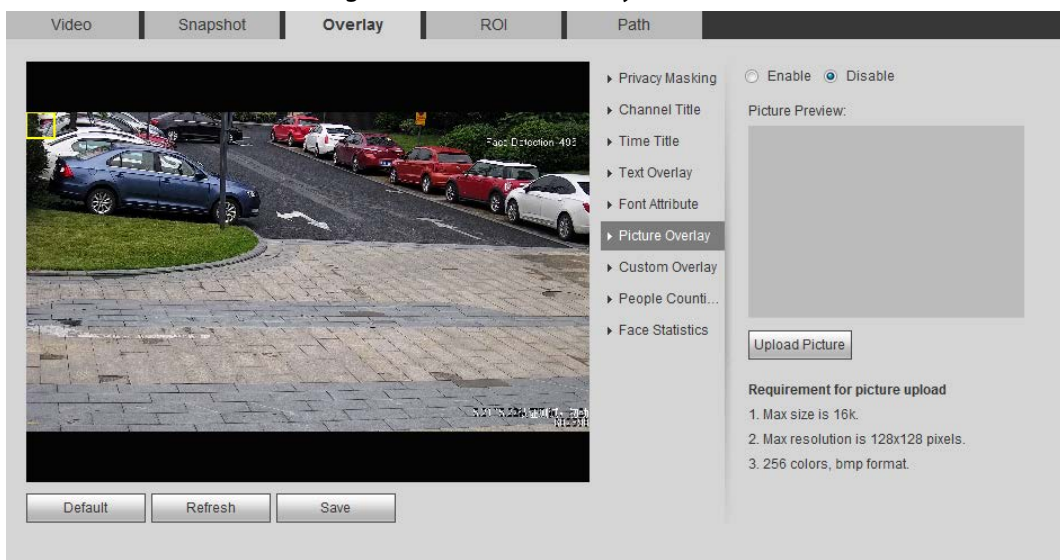 Video Snapshot Overlay ROI Path
Privacy Masking
Channel Title
Time Title
Text Overlay
Font Attribute
Picture Overlay
Custom Overlay
People Counti...
Face Statistics
Enable Disable
Picture Preview:
Upload Picture
Requirement for picture upload
1. Max size is 16k.
2. Max resolution is 128x128 pixels.
3. 256 colors, bmp format.
Face Detection
Default Refresh Save